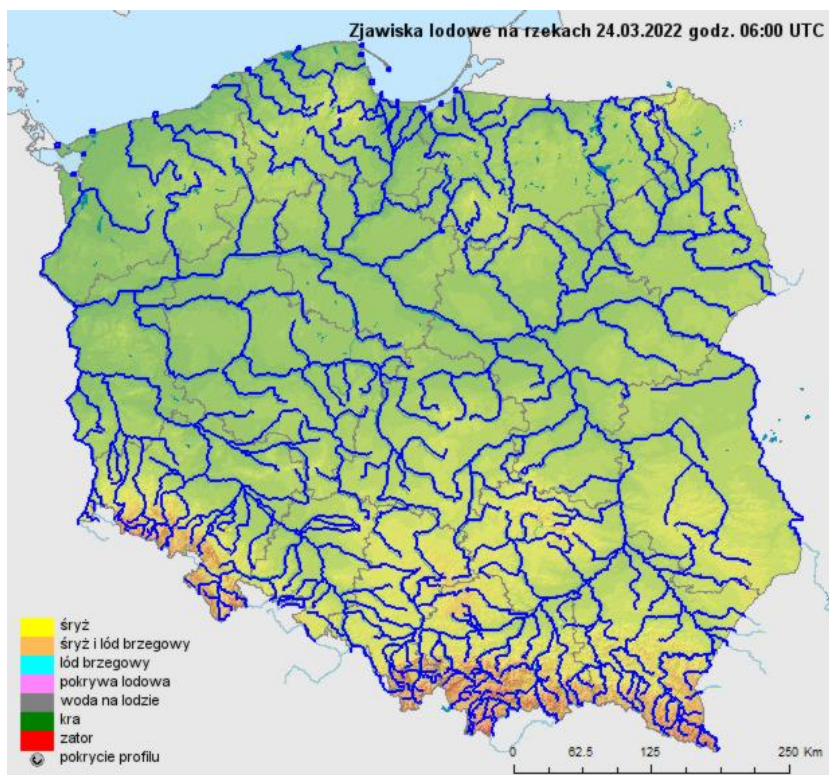 Zjawiska lodowe na rzekach 24.03.2022 godz. 06:00 UTC
śryż
śryż i lód brzegowy
lód brzegowy
pokrywa lodowa
woda na lodzie
kra
zator
pokrycie profilu
0 62.5 125 250 Km